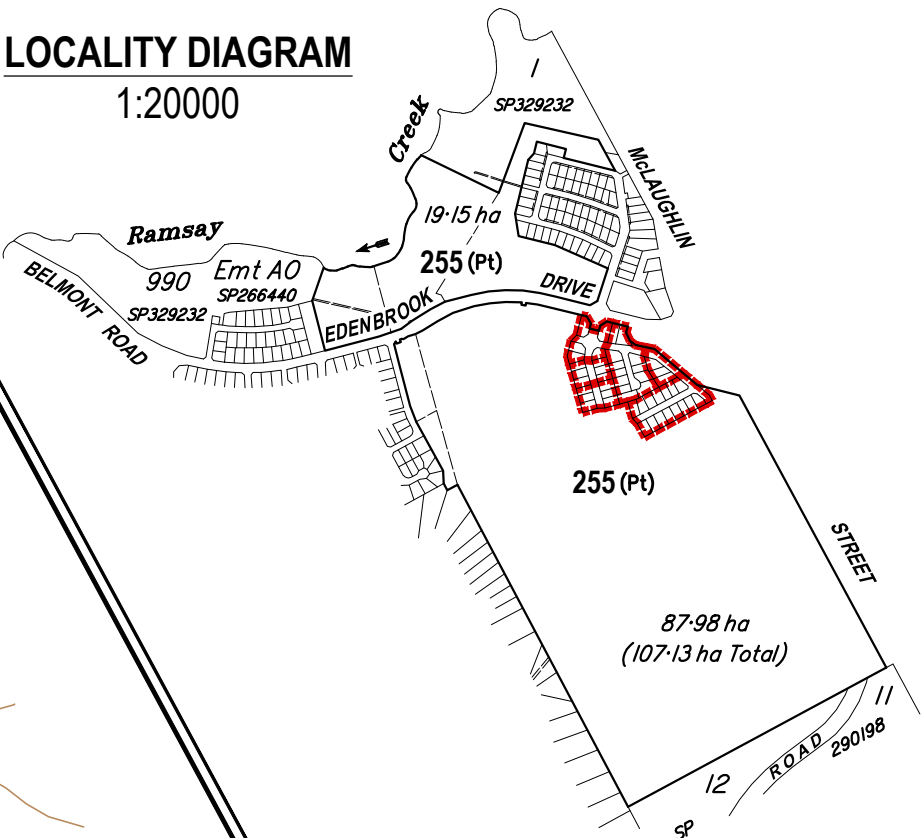 LOCALITY DIAGRAM
1:20000
1
SP329232
Creek
McLAUGHLIN
19·15 ha
Ramsay
255 (Pt)
990
Emt AO
SP266440
SP329232
BELMONT ROAD
EDENBROOK
DRIVE
255 (Pt)
STREET
87·98 ha
(107·13 ha Total)
11
290198
ROAD
12
SP